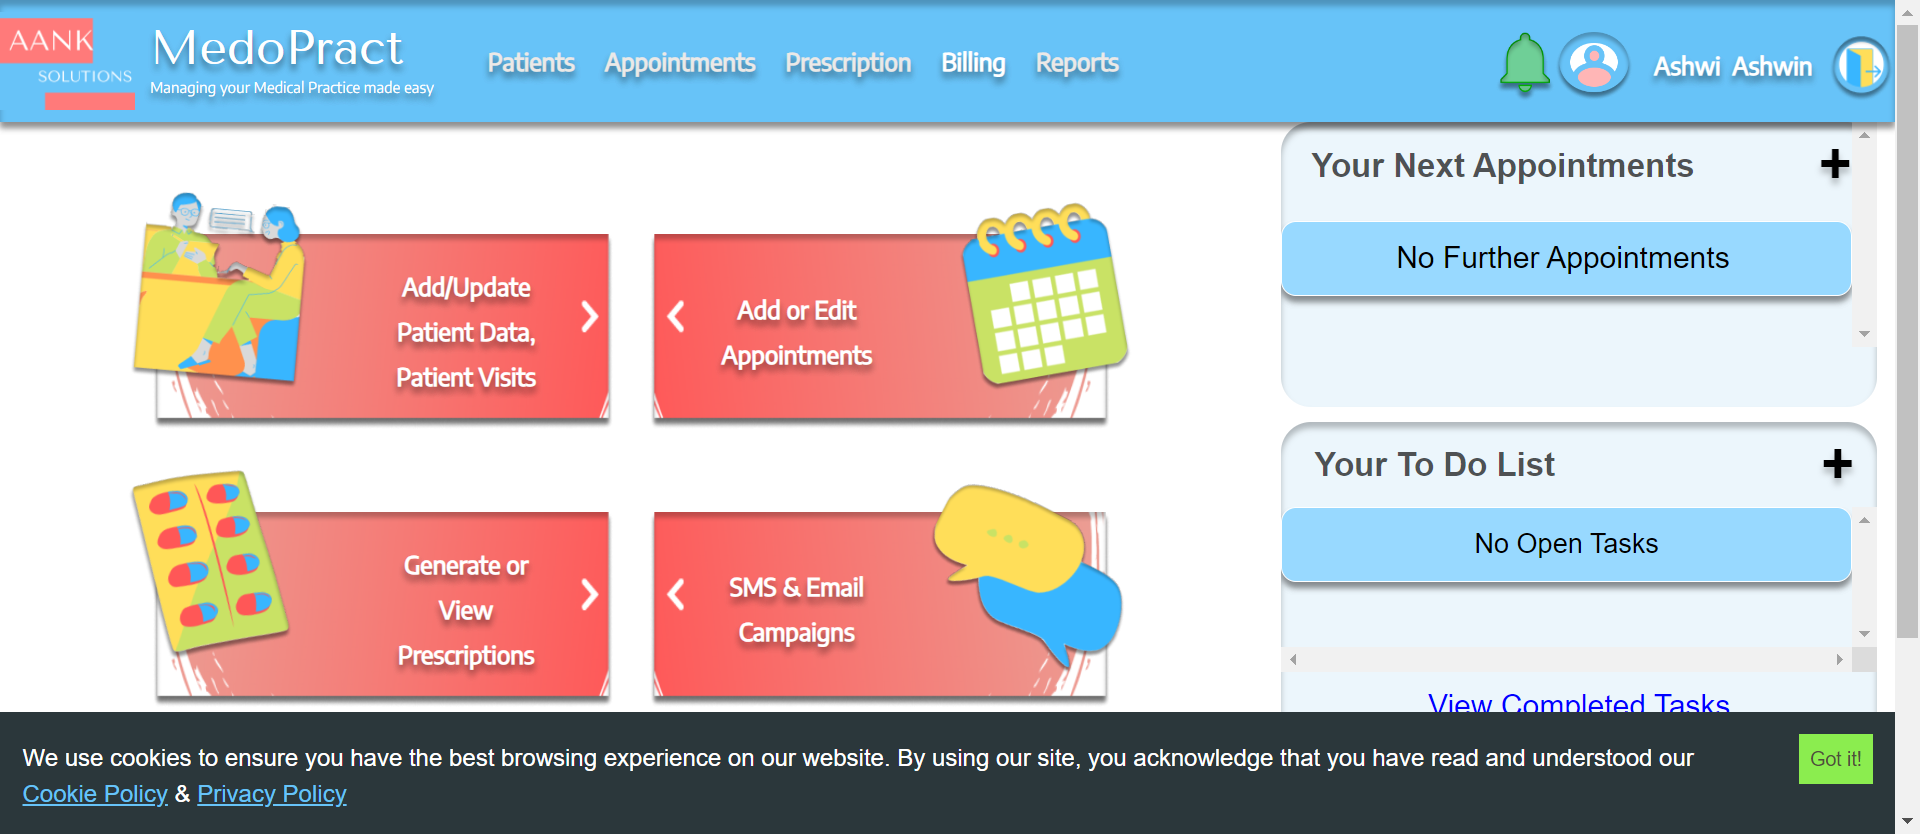 AANK
SOLUTIONS
MedoPract
Managing your Medical Practice made easy
Patients Appointments Prescription Billing Reports
Ashwi Ashwin
Add/Update
Patient Data,
Patient Visits
Add or Edit
Appointments
Generate or
View
Prescriptions
SMS & Email
Campaigns
Your Next Appointments
No Further Appointments
Your To Do List
No Open Tasks
View Completed Tasks
We use cookies to ensure you have the best browsing experience on our website. By using our site, you acknowledge that you have read and understood our
Cookie Policy & Privacy Policy
Got it!